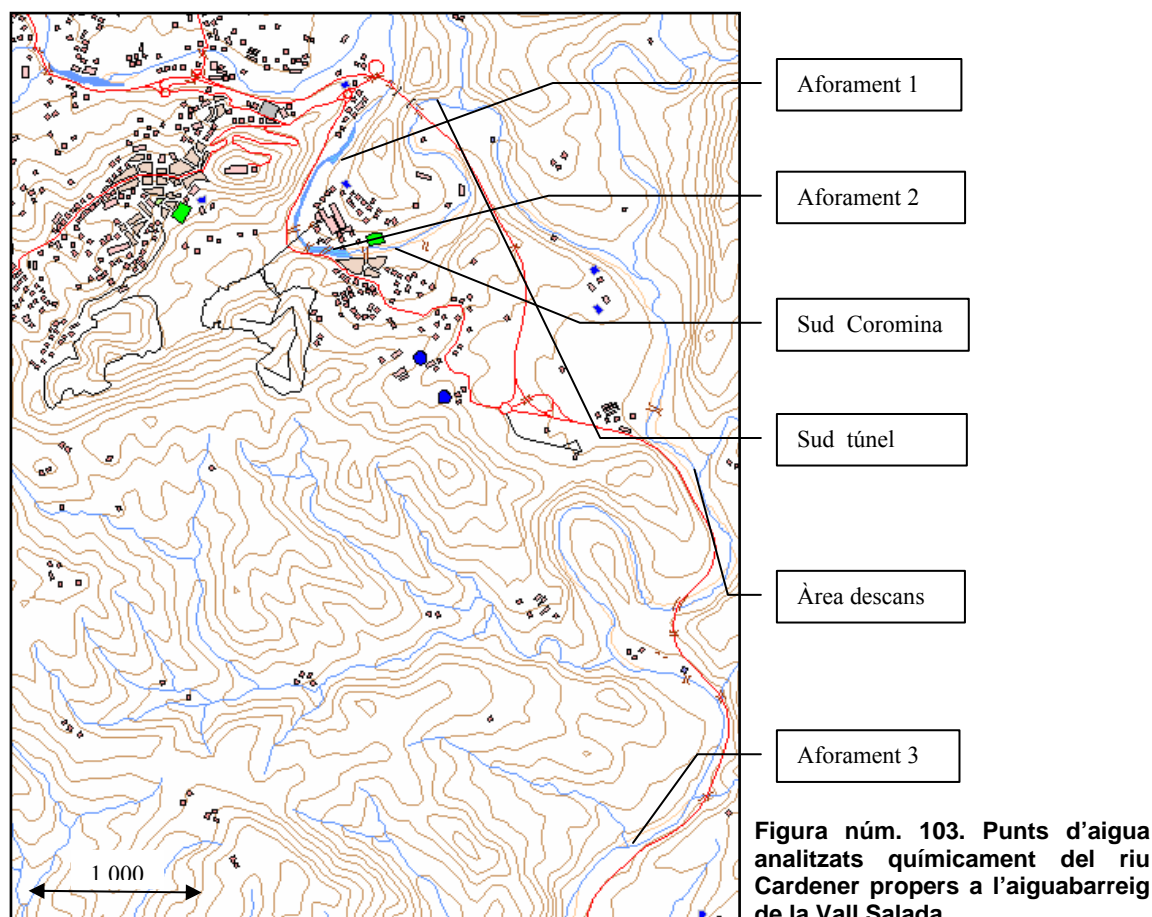 Aforament 1
Aforament 2
Sud Coromina
Sud túnel
Àrea descans
Aforament 3
1.000
Figura núm. 103. Punts d'aigua
analitzats químicament del riu
Cardener propers a l'aiguabarreig
de la Vall Salada